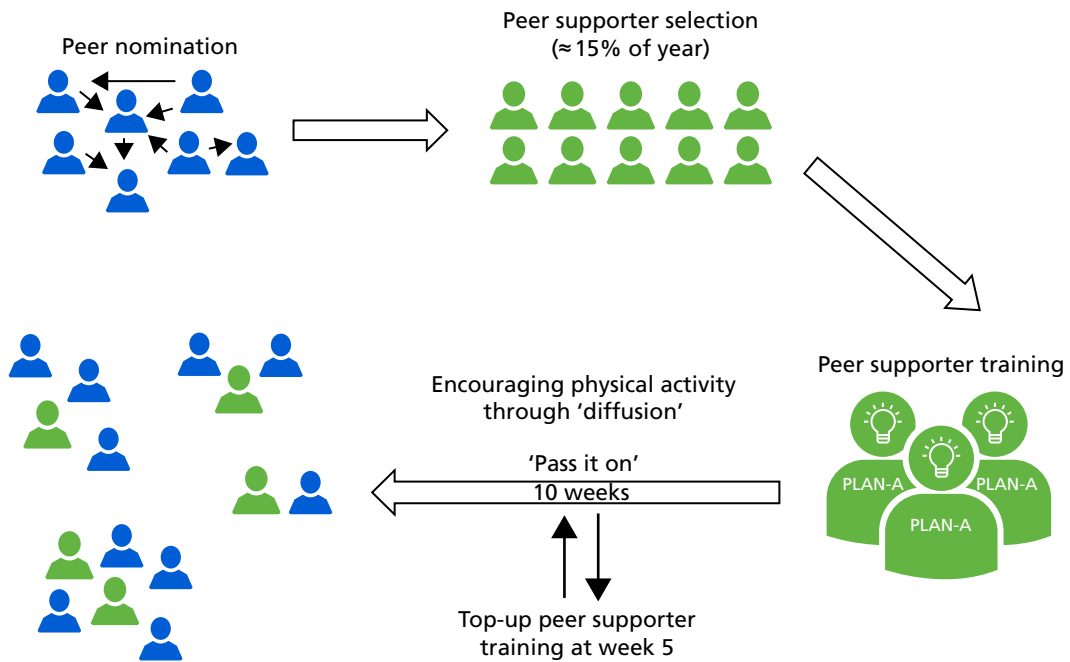 Peer nomination
Peer supporter selection
(≈15% of year)
Peer supporter training
PLAN-A
PLAN-A
PLAN-A
Encouraging physical activity
through ‘diffusion’
‘Pass it on’
10 weeks
Top-up peer supporter
training at week 5